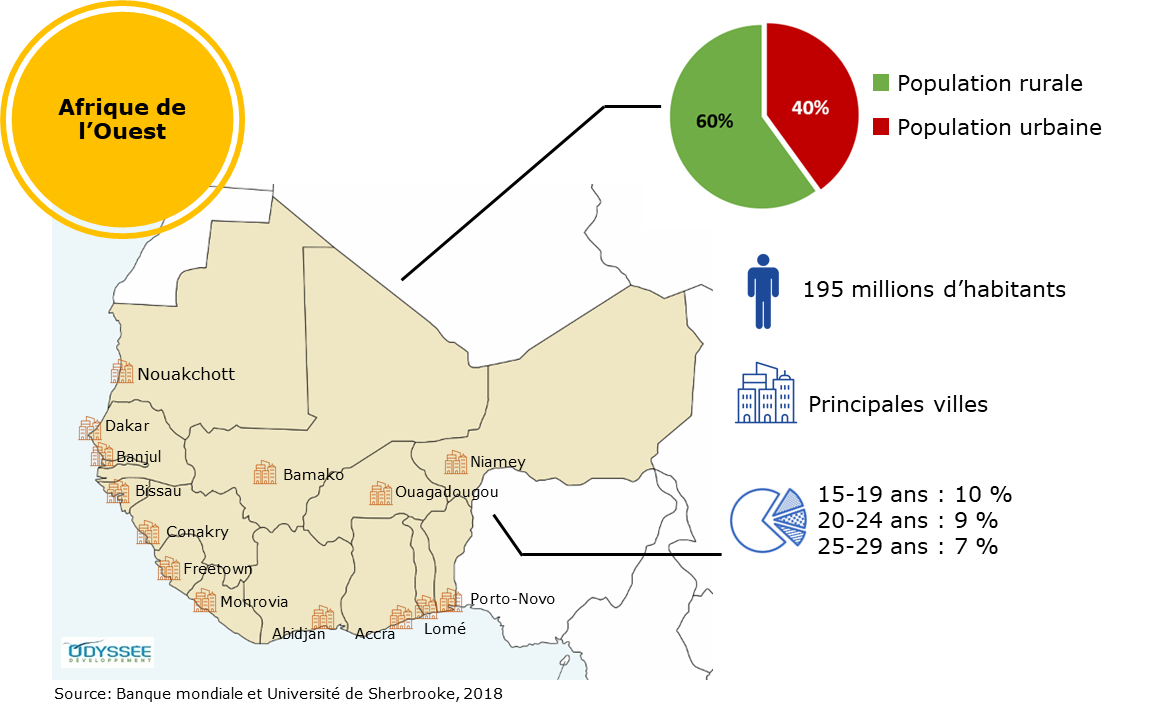 Afrique de
l’Ouest
60%
40%
Population rurale
Population urbaine
195 millions d’habitants
Principales villes
15-19 ans : 10 %
20-24 ans : 9 %
25-29 ans : 7 %
Nouakchott
Dakar
Banjul
Bissau
Bamako
Niamey
Ouagadougou
Conakry
Freetown
Monrovia
Abidjan
Accra
Lomé
Porto-Novo
ODYSSEE
DÉVELOPPEMENT
Source: Banque mondiale et Université de Sherbrooke, 2018